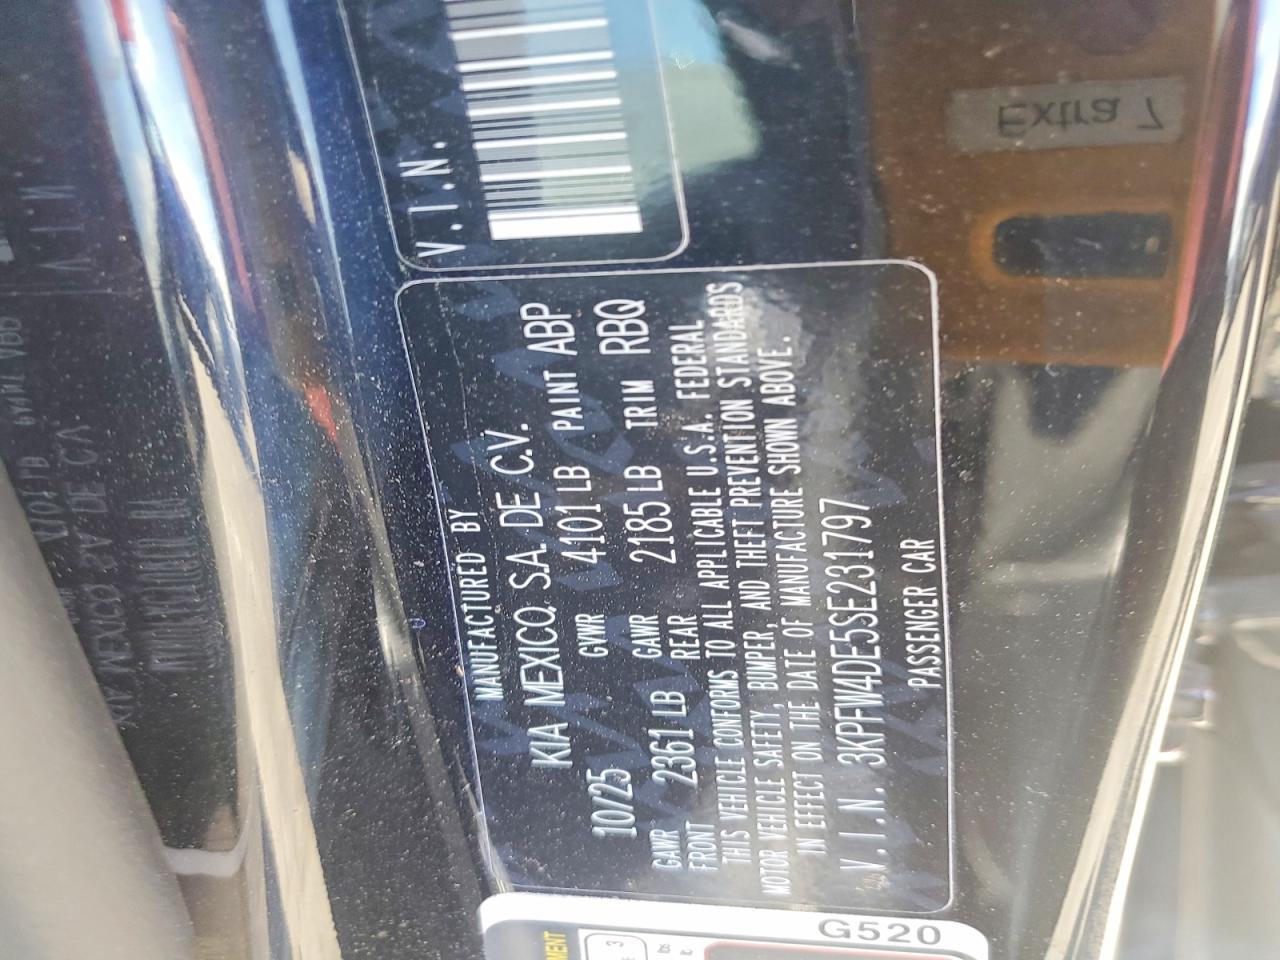 V.I.N.
MANUFACTURED BY
KIA MEXICO, S.A. DE C.V.
10/25 GVWR 4101 LB PAINT ABP
GAWR FRONT 2361 LB GAWR REAR 2185 LB TRIM RBQ
THIS VEHICLE CONFORMS TO ALL APPLICABLE U.S.A. FEDERAL
MOTOR VEHICLE SAFETY, BUMPER, AND THEFT PREVENTION STANDARDS
IN EFFECT ON THE DATE OF MANUFACTURE SHOWN ABOVE.
V.I.N. 3KPFW4DE5SE231797
PASSENGER CAR
G520
Extra 7